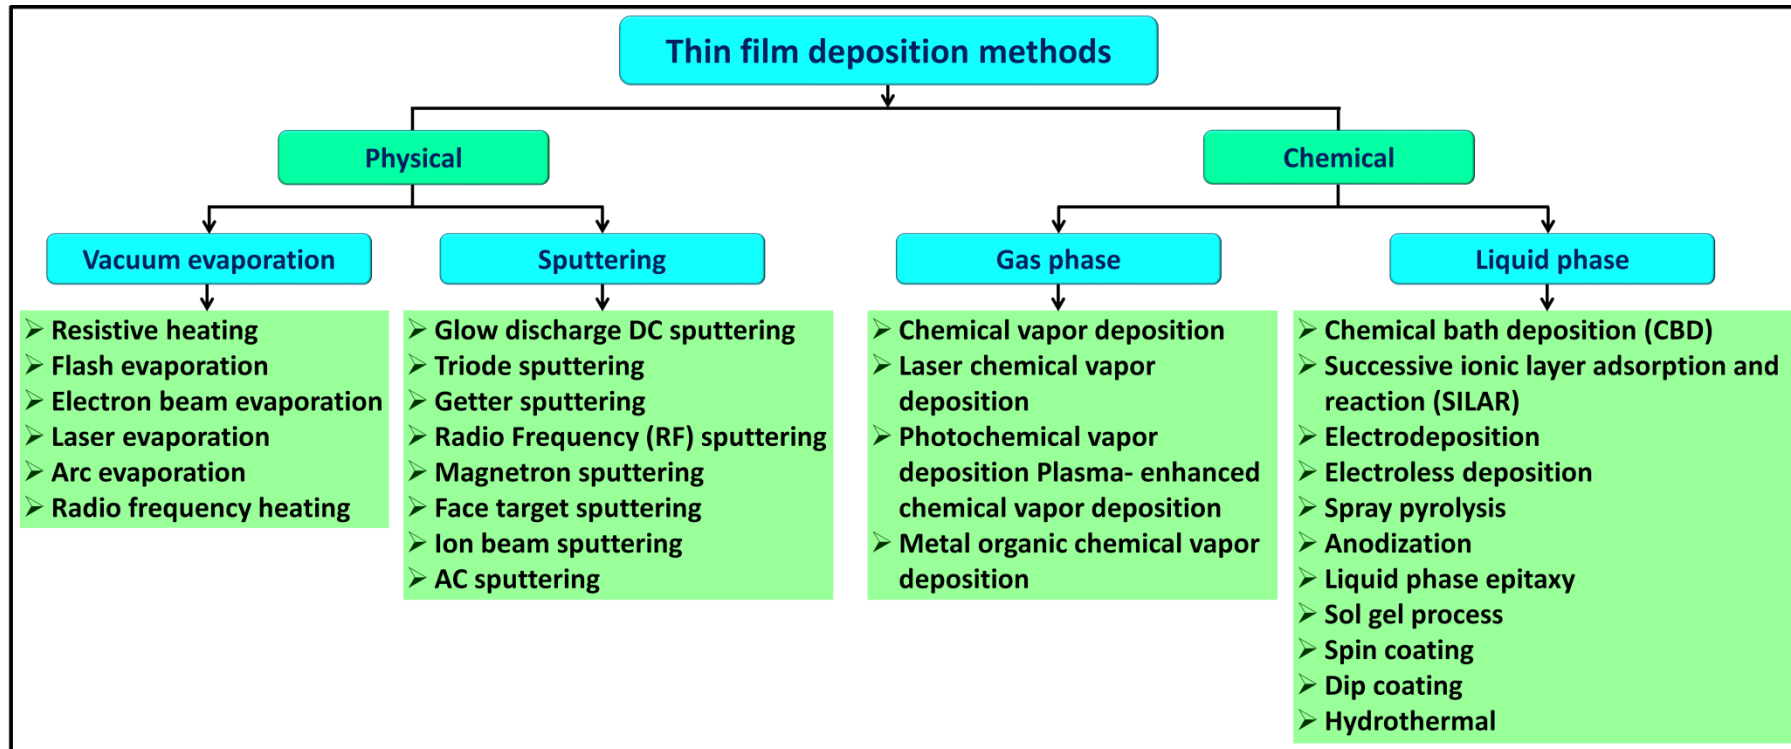 Thin film deposition methods
Physical
Chemical
Vacuum evaporation
Sputtering
Gas phase
Liquid phase
Resistive heating
Flash evaporation
Electron beam evaporation
Laser evaporation
Arc evaporation
Radio frequency heating
Glow discharge DC sputtering
Triode sputtering
Getter sputtering
Radio Frequency (RF) sputtering
Magnetron sputtering
Face target sputtering
Ion beam sputtering
AC sputtering
Chemical vapor deposition
Laser chemical vapor
deposition
Photochemical vapor
deposition Plasma- enhanced
chemical vapor deposition
Metal organic chemical vapor
deposition
Chemical bath deposition (CBD)
Successive ionic layer adsorption and
reaction (SILAR)
Electrodeposition
Electroless deposition
Spray pyrolysis
Anodization
Liquid phase epitaxy
Sol gel process
Spin coating
Dip coating
Hydrothermal